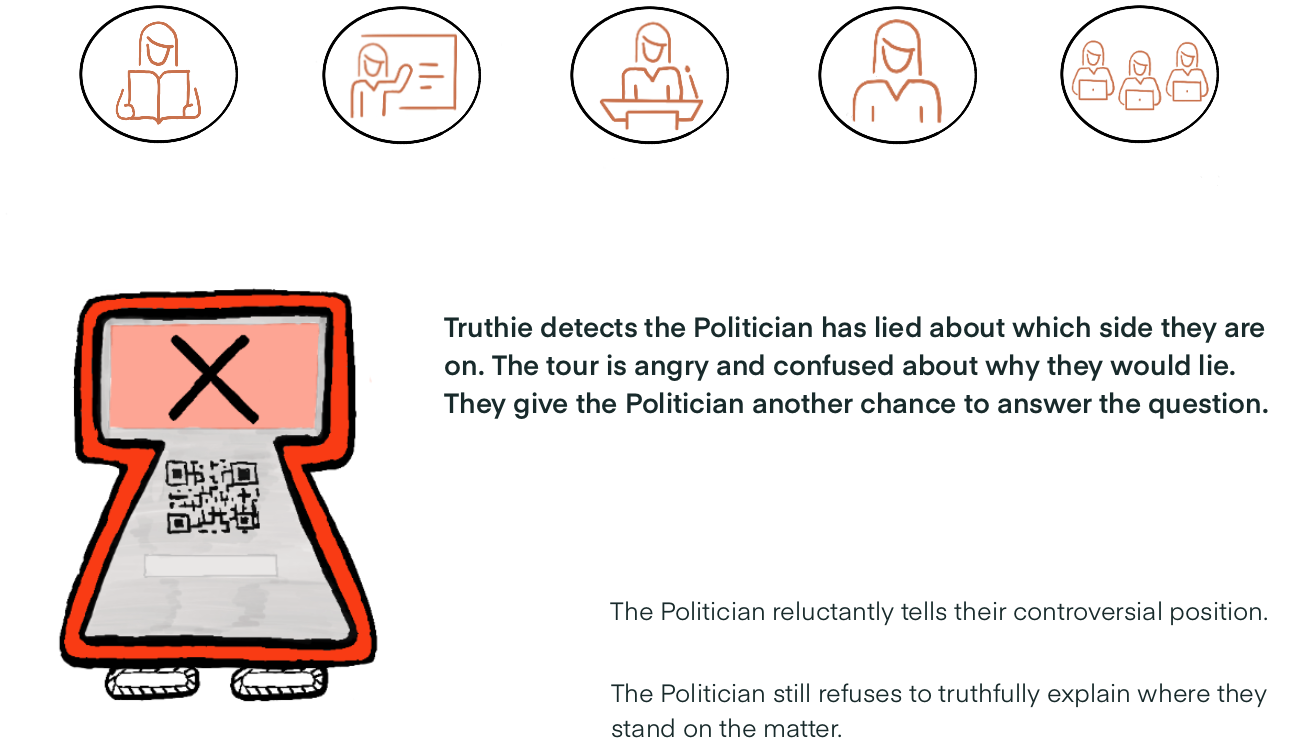 Truthie detects the Politician has lied about which side they are
on. The tour is angry and confused about why they would lie.
They give the Politician another chance to answer the question.
The Politician reluctantly tells their controversial position.
The Politician still refuses to truthfully explain where they
stand on the matter.